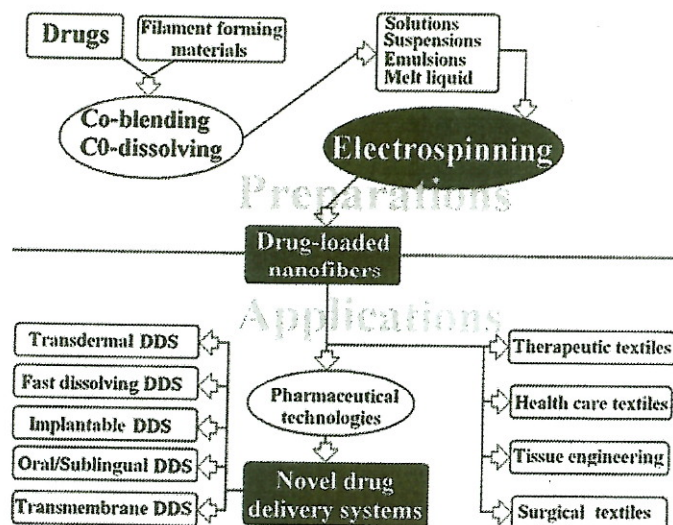 Drugs
Filament forming
materials
Solutions
Suspensions
Emulsions
Melt liquid
Co-blending
C0-dissolving
Electrospinning
Preparations
Drug-loaded
nanofibers
Applications
Transdermal DDS
Fast dissolving DDS
Implantable DDS
Oral/Sublingual DDS
Transmembrane DDS
Pharmaceutical
technologies
Novel drug
delivery systems
Therapeutic textiles
Health care textiles
Tissue engineering
Surgical textiles